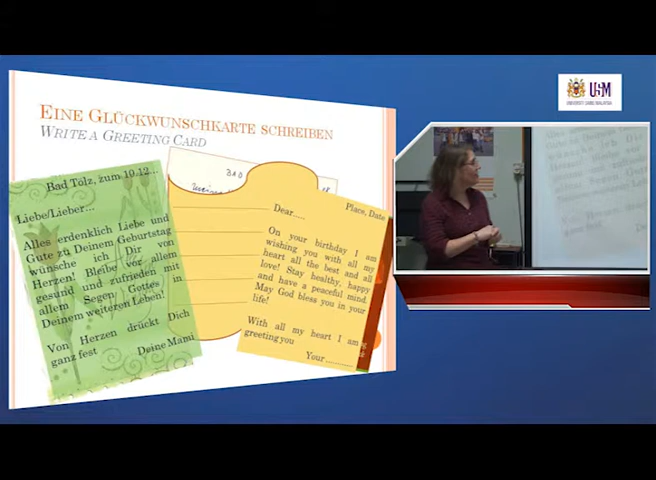 EINE GLÜCKWUNSCHKARTE SCHREIBEN
WRITE A GREETING CARD
Bad Tölz, zum 10.12...
Liebe/Lieber...
Alles erdenklich Liebe und
Gute zu Deinem Geburtstag
wünsche ich Dir von
Herzen! Bleibe vor allem
gesund und zufrieden mit
allem Segen Gottes in
Deinem weiteren Leben!
Von Herzen drückt Dich
ganz fest Deine Mami
Place, Date
Dear.....
On your birthday I am
wishing you with all my
heart all the best and all
love! Stay healthy, happy
and have a peaceful mind.
May God bless you in your
life!
With all my heart I am
greeting you
Your........
USM
UNIVERSITI SAINS MALAYSIA